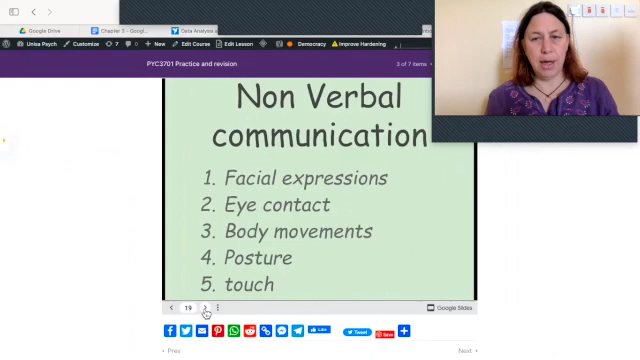 Google Drive
Chapter 3 - Googl
Data Analysis a
Unisa Psych Customize 7 New Edit Course Edit Lesson Democracy Improve Hardening
PYC3701 Practice and revision
3 of 7 items
Non Verbal
communication
1. Facial expressions
2. Eye contact
3. Body movements
4. Posture
5. touch
19
Google Slides
Like
Tweet
Save
Prev
Next